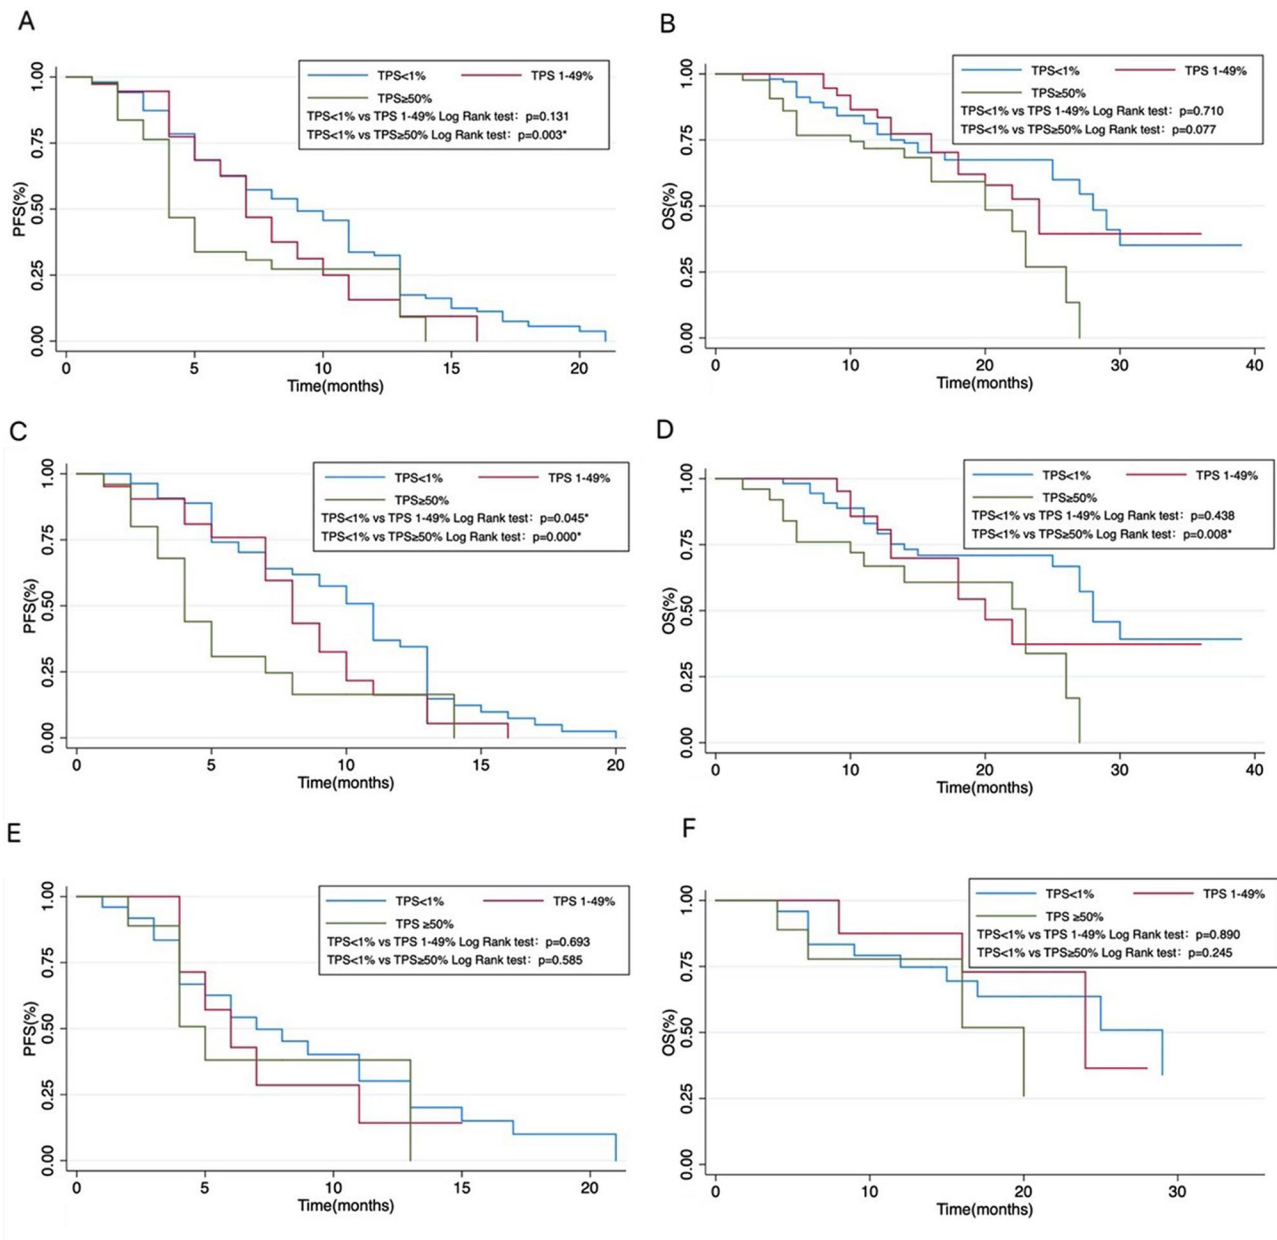 A
TPS<1% TPS 1-49%
TPS≥50%
TPS<1% vs TPS 1-49% Log Rank test: p=0.131
TPS<1% vs TPS≥50% Log Rank test: p=0.003*
PFS(%)
1.00
0.75
0.50
0.25
0.00
0 5 10 15 20
Time(months)
B
TPS<1% TPS 1-49%
TPS≥50%
TPS<1% vs TPS 1-49% Log Rank test: p=0.710
TPS<1% vs TPS≥50% Log Rank test: p=0.077
OS(%)
1.00
0.75
0.50
0.25
0.00
0 10 20 30 40
Time(months)
C
TPS<1% TPS 1-49%
TPS≥50%
TPS<1% vs TPS 1-49% Log Rank test: p=0.045*
TPS<1% vs TPS≥50% Log Rank test: p=0.000*
PFS(%)
1.00
0.75
0.50
0.25
0.00
0 5 10 15 20
Time(months)
D
TPS<1% TPS 1-49%
TPS≥50%
TPS<1% vs TPS 1-49% Log Rank test: p=0.438
TPS<1% vs TPS≥50% Log Rank test: p=0.008*
OS(%)
1.00
0.75
0.50
0.25
0.00
0 10 20 30 40
Time(months)
E
TPS<1% TPS 1-49%
TPS ≥50%
TPS<1% vs TPS 1-49% Log Rank test: p=0.693
TPS<1% vs TPS≥50% Log Rank test: p=0.585
PFS(%)
1.00
0.75
0.50
0.25
0.00
0 5 10 15 20
Time(months)
F
TPS<1% TPS 1-49%
TPS ≥50%
TPS<1% vs TPS 1-49% Log Rank test: p=0.890
TPS<1% vs TPS≥50% Log Rank test: p=0.245
OS(%)
1.00
0.75
0.50
0.25
0.00
0 10 20 30
Time(months)